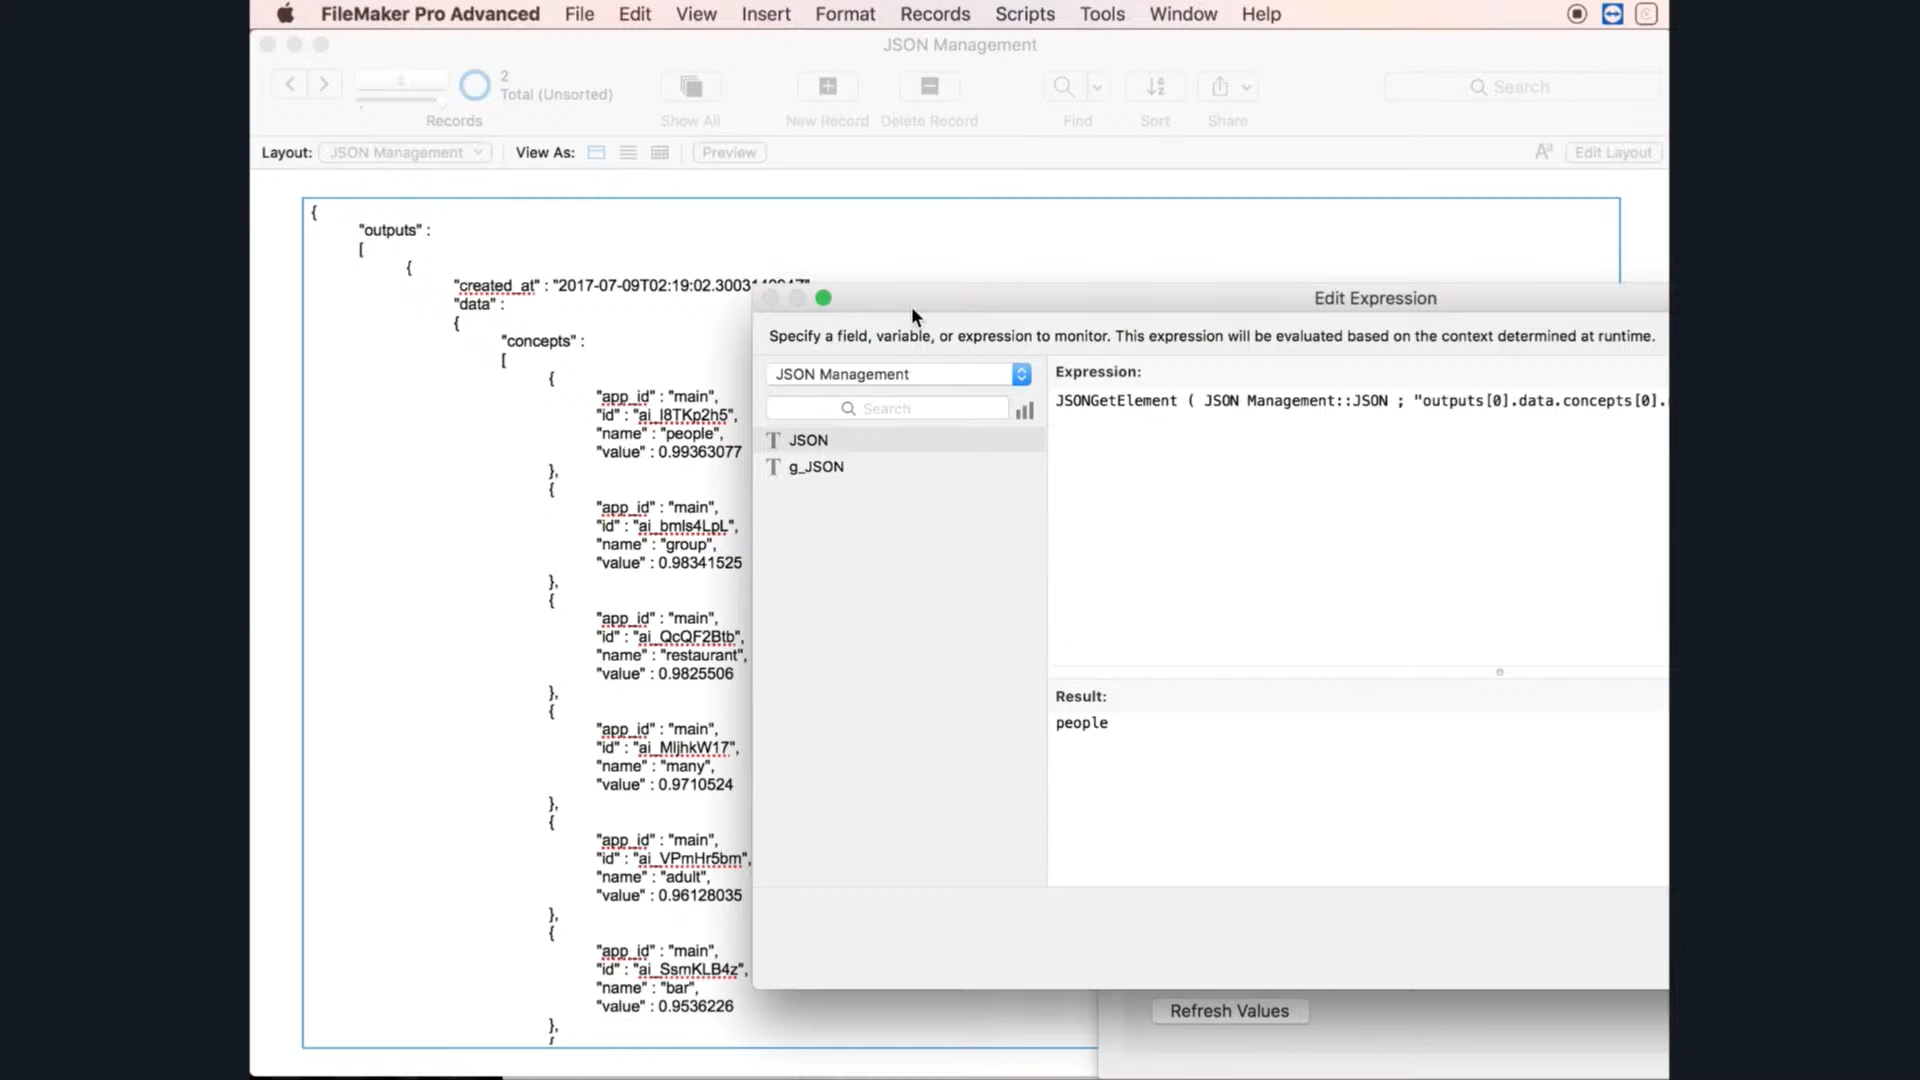 FileMaker Pro Advanced File Edit View Insert Format Records Scripts Tools Window Help
JSON Management
2
Total (Unsorted)
Search
Records Show All New Record Delete Record Find Sort Share
Layout: JSON Management View As: Preview Edit Layout
{
"outputs" :
[
{
"created_at" : "2017-07-09T02:19:02.3003
"data" :
{
"concepts" :
[
{
"app_id" : "main",
"id" : "ai_l8TKp2h5",
"name" : "people",
"value" : 0.99363077
},
{
"app_id" : "main",
"id" : "ai_bmls4LpL",
"name" : "group",
"value" : 0.98341525
},
{
"app_id" : "main",
"id" : "ai_QcQF2Btb",
"name" : "restaurant",
"value" : 0.9825506
},
{
"app_id" : "main",
"id" : "ai_MljhkW17",
"name" : "many",
"value" : 0.9710524
},
{
"app_id" : "main",
"id" : "ai_VPmHr5bm",
"name" : "adult",
"value" : 0.96128035
},
{
"app_id" : "main",
"id" : "ai_SsmKLB4z",
"name" : "bar",
"value" : 0.9536226
},
Edit Expression
Specify a field, variable, or expression to monitor. This expression will be evaluated based on the context determined at runtime.
JSON Management
Search
JSON
g_JSON
Expression:
JSONGetElement ( JSON Management::JSON ; "outputs[0].data.concepts[0].
Result:
people
Refresh Values